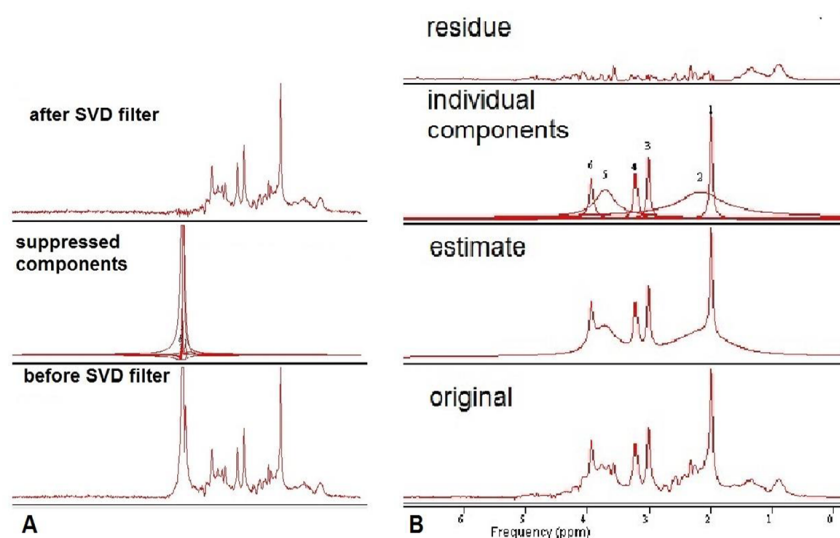 after SVD filter
suppressed
components
before SVD filter
A
residue
individual
components
1
2
3
4
5
6
estimate
original
6
4
3
2
1
0
Frequency (ppm)
B